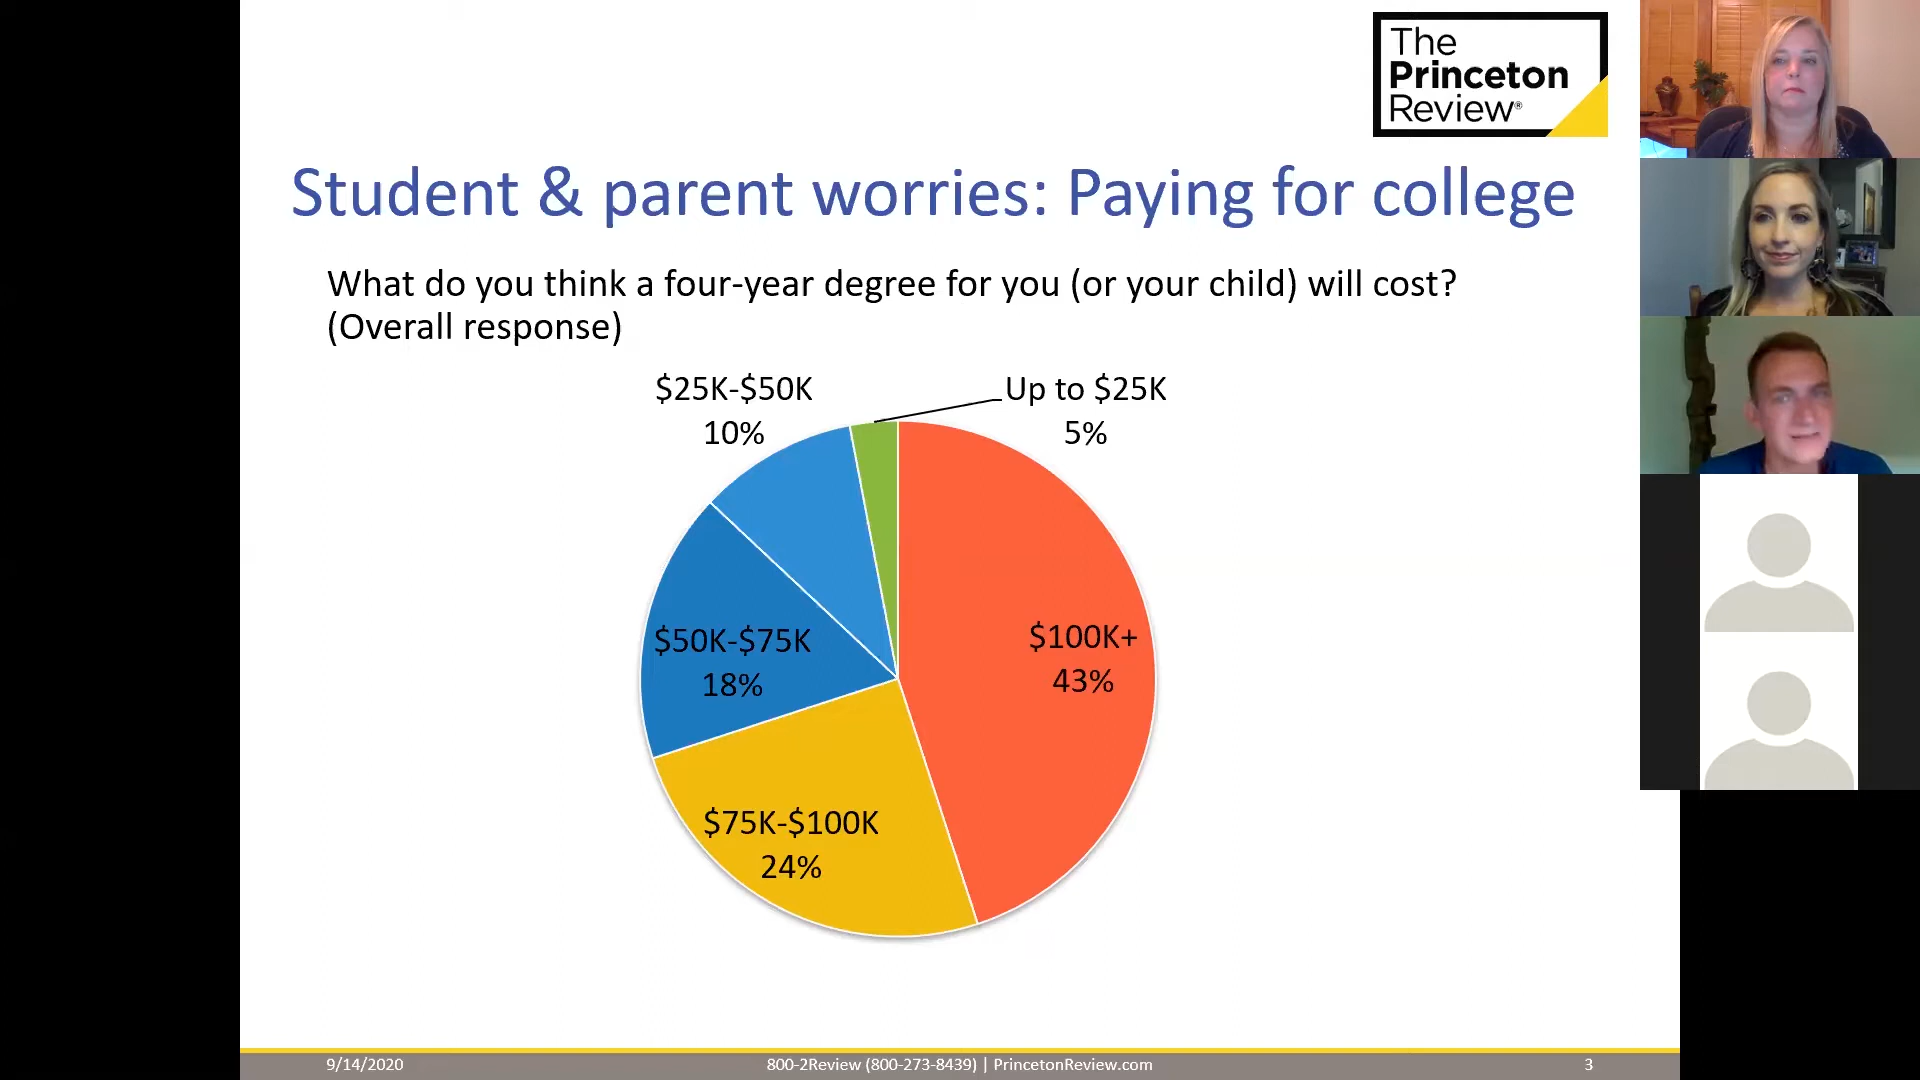 The
Princeton
Review®
Student & parent worries: Paying for college
What do you think a four-year degree for you (or your child) will cost?
(Overall response)
$25K-$50K
10%
Up to $25K
5%
$50K-$75K
18%
$100K+
43%
$75K-$100K
24%
9/14/2020
800-2Review (800-273-8439) | PrincetonReview.com
3